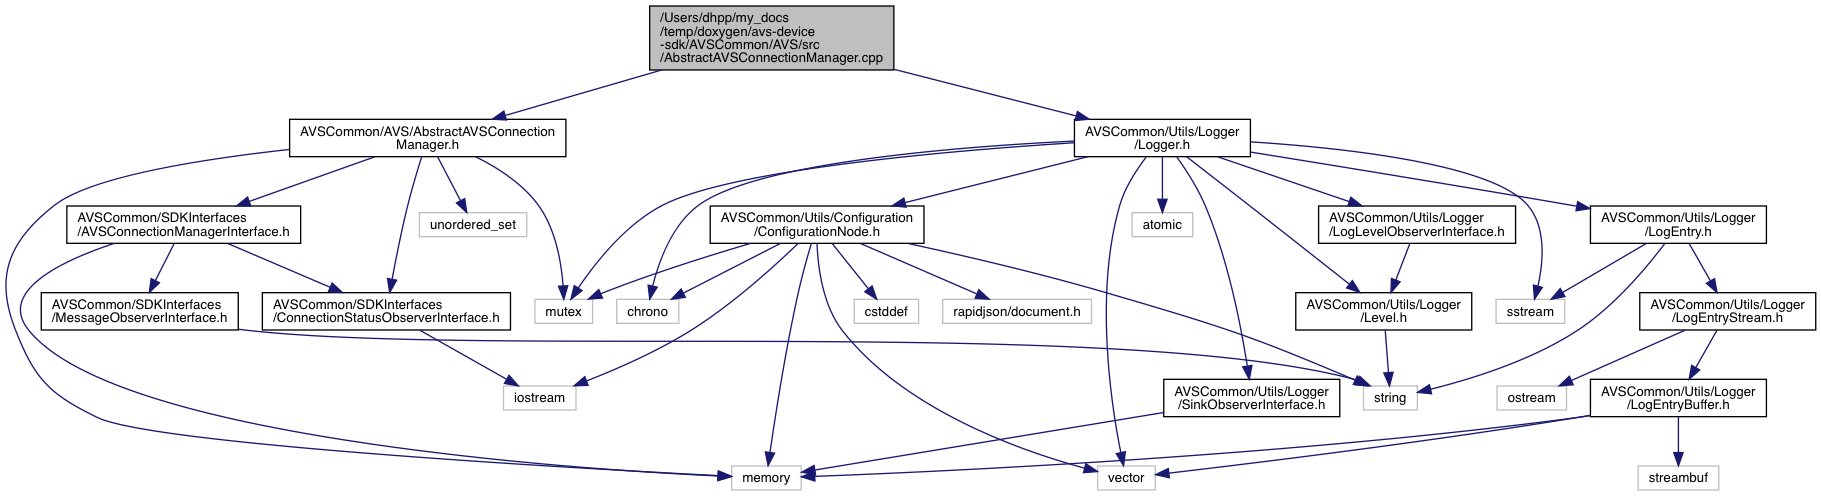 /Users/dhpp/my_docs
/temp/doxygen/avs-device
-sdk/AVSCommon/AVS/src
/AbstractAVSConnectionManager.cpp
AVSCommon/AVS/AbstractAVSConnection
Manager.h
AVSCommon/Utils/Logger
/Logger.h
AVSCommon/SDKInterfaces
/AVSConnectionManagerInterface.h
unordered_set
AVSCommon/Utils/Configuration
/ConfigurationNode.h
atomic
AVSCommon/Utils/Logger
/LogLevelObserverInterface.h
AVSCommon/Utils/Logger
/LogEntry.h
AVSCommon/SDKInterfaces
/MessageObserverInterface.h
AVSCommon/SDKInterfaces
/ConnectionStatusObserverInterface.h
mutex
chrono
cstddef
rapidjson/document.h
AVSCommon/Utils/Logger
/Level.h
sstream
AVSCommon/Utils/Logger
/LogEntryStream.h
iostream
AVSCommon/Utils/Logger
/SinkObserverInterface.h
string
ostream
AVSCommon/Utils/Logger
/LogEntryBuffer.h
memory
vector
streambuf